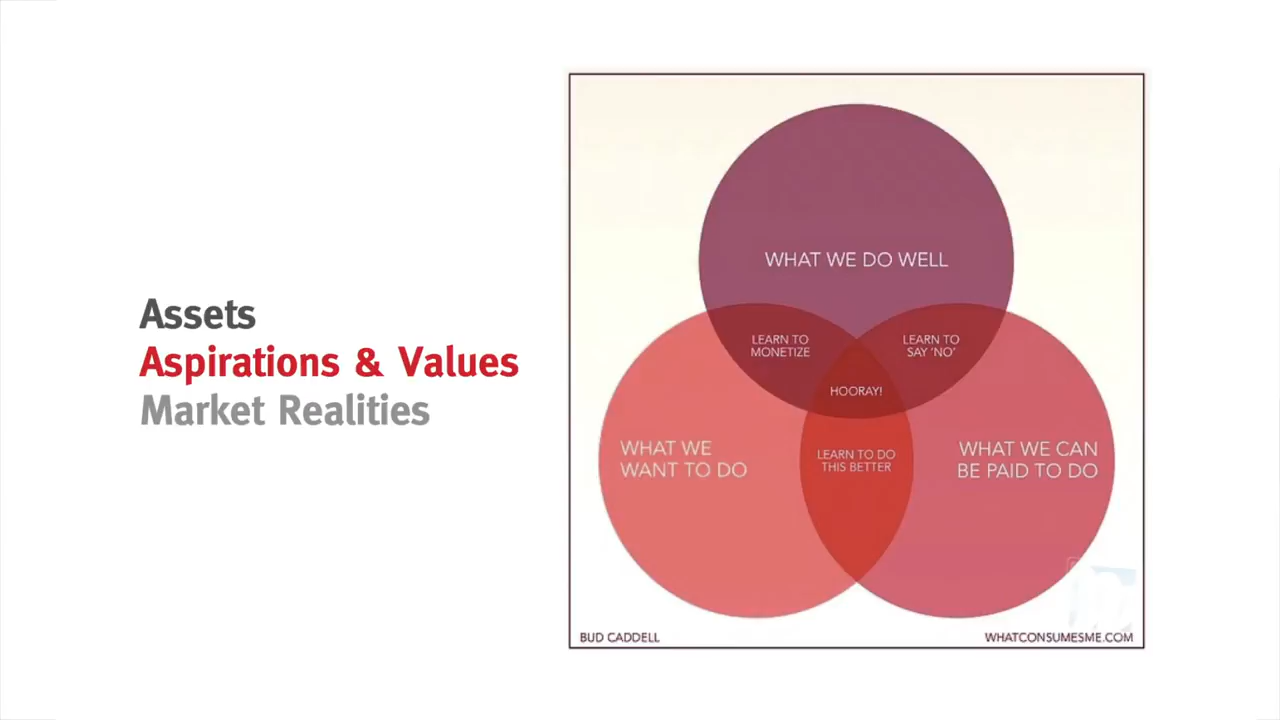 Assets
Aspirations & Values
Market Realities
WHAT WE DO WELL
LEARN TO
MONETIZE
LEARN TO
SAY 'NO'
HOORAY!
WHAT WE
WANT TO DO
LEARN TO DO
THIS BETTER
WHAT WE CAN
BE PAID TO DO
BUD CADDELL
WHATCONSUMESME.COM